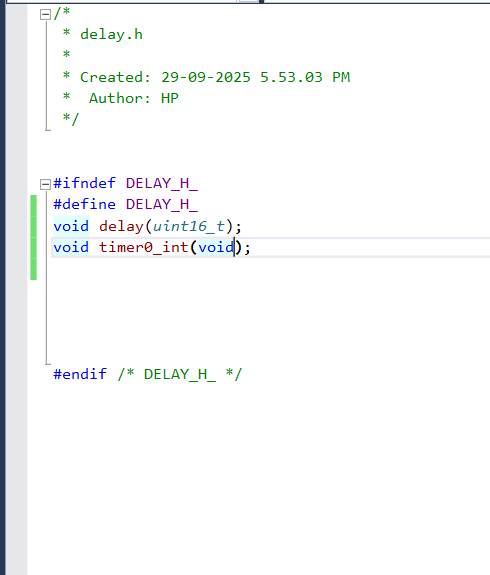 /*
 * delay.h
 *
 * Created: 29-09-2025 5.53.03 PM
 *  Author: HP
 */
#ifndef DELAY_H_
#define DELAY_H_
void delay(uint16_t);
void timer0_int(void);
#endif /* DELAY_H_ */